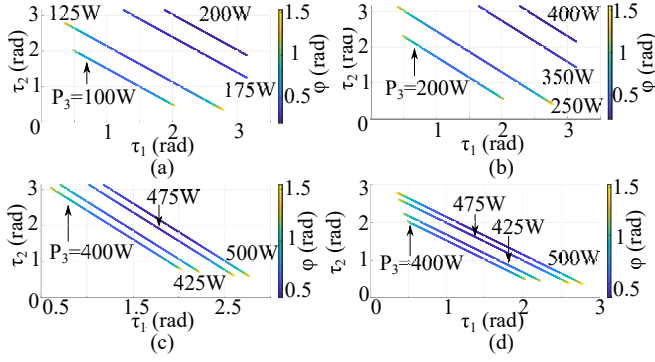 3
2
1
0
τ₂ (rad)
125W
200W
175W
P₃=100W
0
1
2
3
τ₁ (rad)
1.5
1
0.5
φ (rad)
(a)
3
2
1
0
τ₂ (rad)
400W
350W
250W
P₃=200W
0
1
2
3
τ₁ (rad)
1.5
1
0.5
φ (rad)
(b)
3
2
1
0
τ₂ (rad)
475W
P₃=400W
500W
425W
0.5
1.5
2.5
τ₁ (rad)
1.5
1
0.5
φ (rad)
(c)
3
2
1
0
τ₂ (rad)
475W
425W
P₃=400W
500W
0
1
2
3
τ₁ (rad)
1.5
1
0.5
φ (rad)
(d)